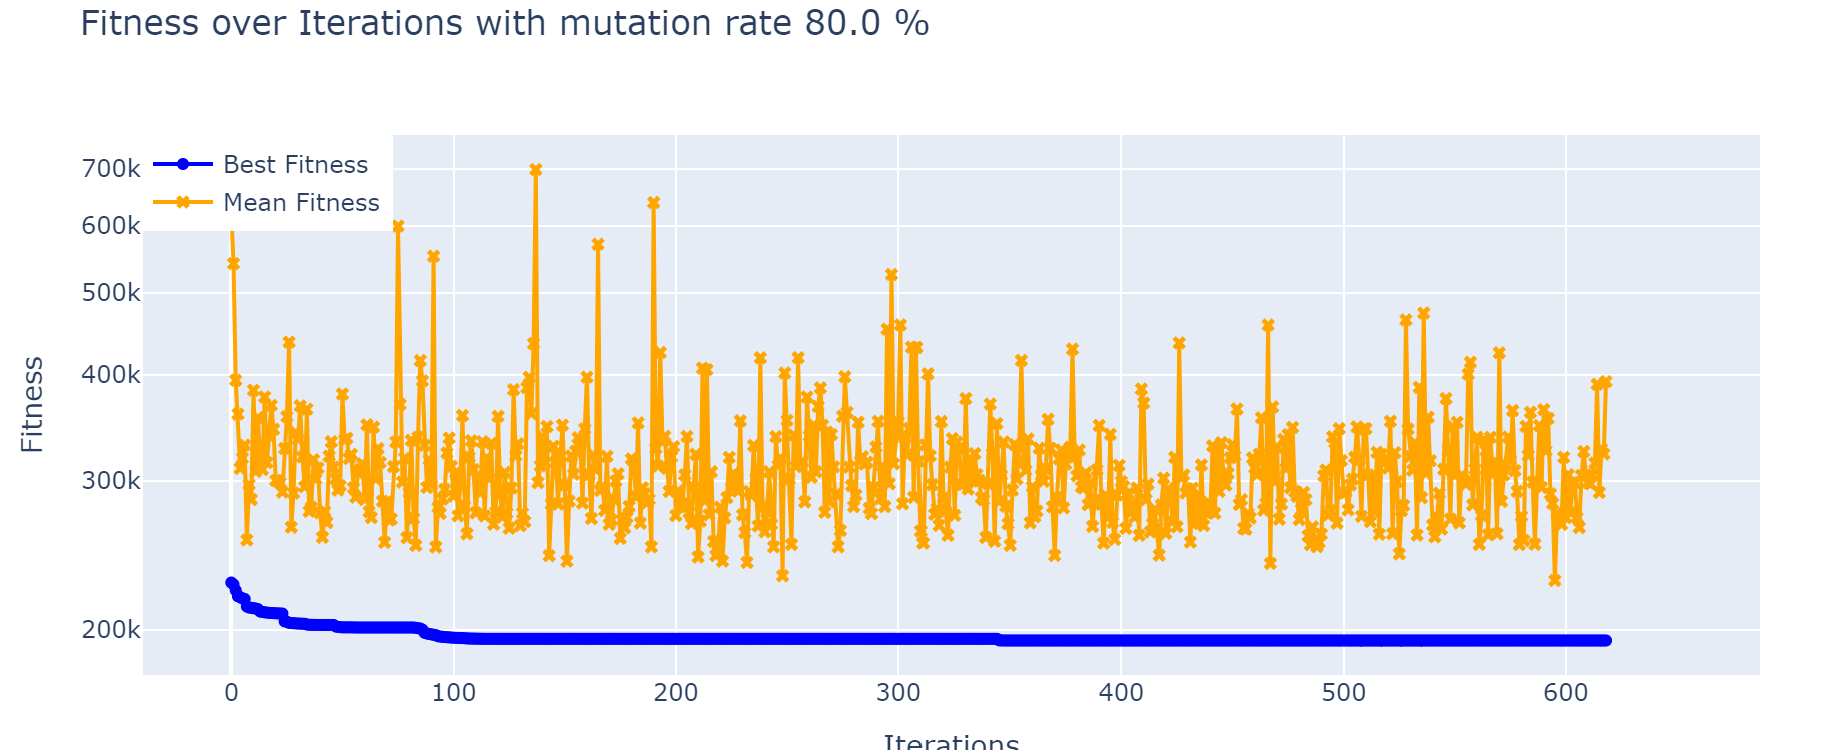 Fitness over Iterations with mutation rate 80.0 %
Best Fitness
Mean Fitness
700k
600k
500k
400k
300k
200k
Fitness
0 100 200 300 400 500 600
Iterations